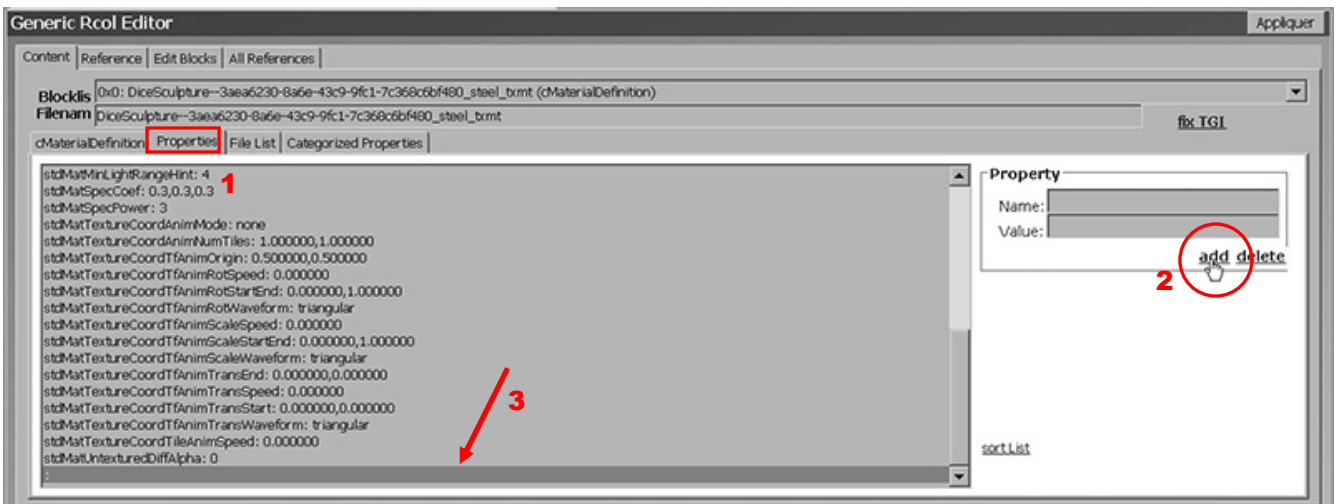 Generic Rcol Editor
Appliquer
Content Reference Edit Blocks All References
Blocklis 0x0: DiceSculpture--3aea6230-8a6e-43c9-9fc1-7c368c6bf480_steel_txmt (cMaterialDefinition)
Filenam DiceSculpture--3aea6230-8a6e-43c9-9fc1-7c368c6bf480_steel_txmt
fix TGI
cMaterialDefinition Properties File List Categorized Properties
1
stdMatMinLightRangeHint: 4
stdMatSpecCoef: 0.3,0.3,0.3
stdMatSpecPower: 3
stdMatTextureCoordAnimMode: none
stdMatTextureCoordAnimNumTiles: 1.000000,1.000000
stdMatTextureCoordTfAnimOrigin: 0.500000,0.500000
stdMatTextureCoordTfAnimRotSpeed: 0.000000
stdMatTextureCoordTfAnimRotStartEnd: 0.000000,1.000000
stdMatTextureCoordTfAnimRotWaveform: triangular
stdMatTextureCoordTfAnimScaleSpeed: 0.000000
stdMatTextureCoordTfAnimScaleStartEnd: 0.000000,1.000000
stdMatTextureCoordTfAnimScaleWaveform: triangular
stdMatTextureCoordTfAnimTransEnd: 0.000000,0.000000
stdMatTextureCoordTfAnimTransSpeed: 0.000000
stdMatTextureCoordTfAnimTransStart: 0.000000,0.000000
stdMatTextureCoordTfAnimTransWaveform: triangular
stdMatTextureCoordTileAnimSpeed: 0.000000
stdMatUntexturedDiffAlpha: 0
:
3
Property
Name:
Value:
add delete
2
sort List